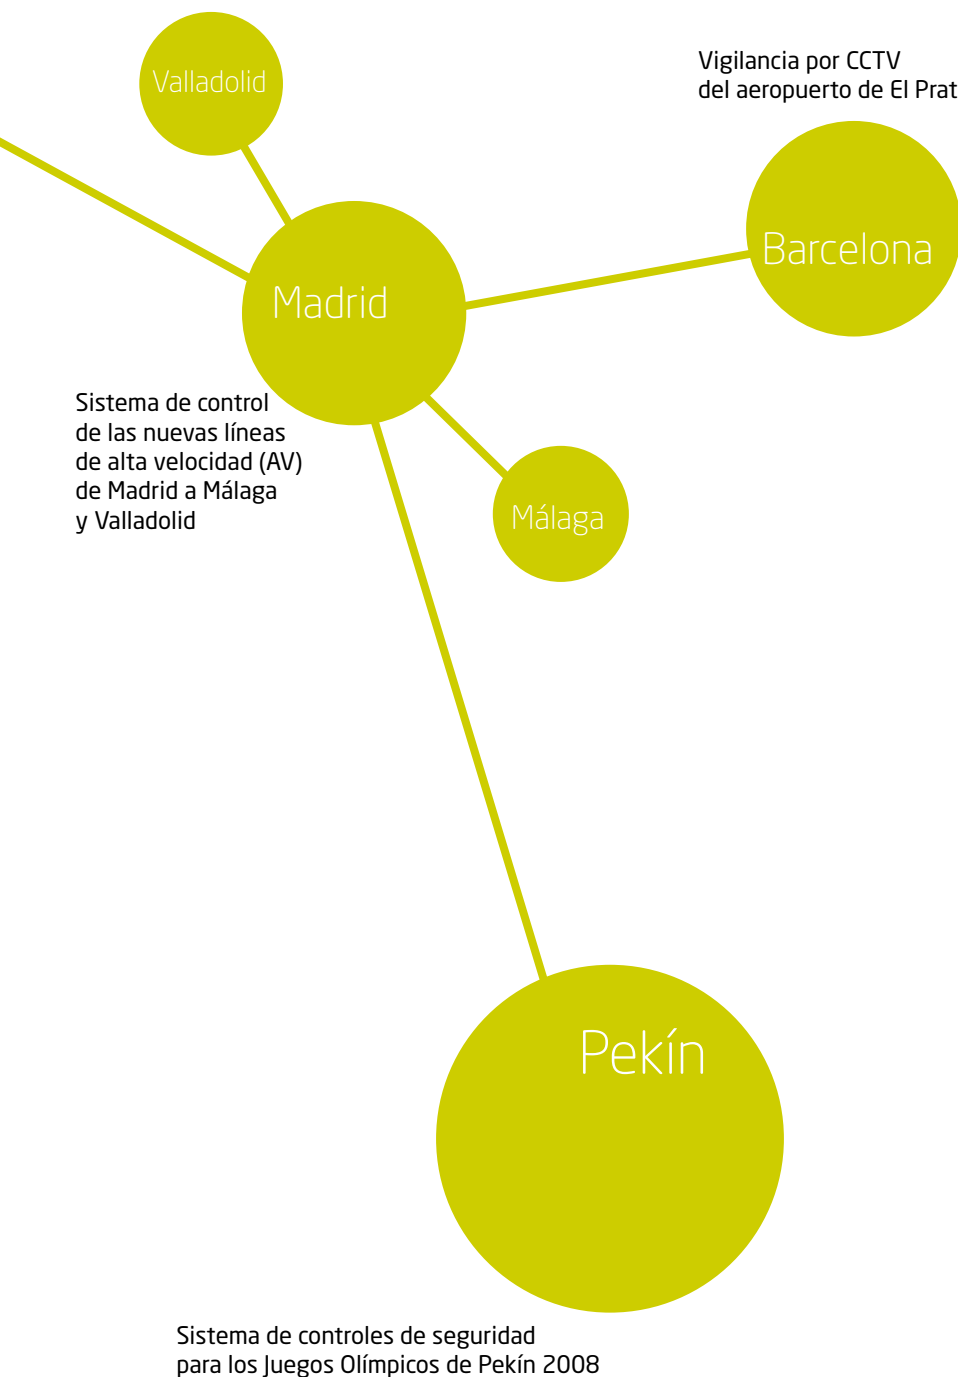 Valladolid
Vigilancia por CCTV
del aeropuerto de El Prat
Barcelona
Madrid
Sistema de control
de las nuevas líneas
de alta velocidad (AV)
de Madrid a Málaga
y Valladolid
Málaga
Pekín
Sistema de controles de seguridad
para los Juegos Olímpicos de Pekín 2008